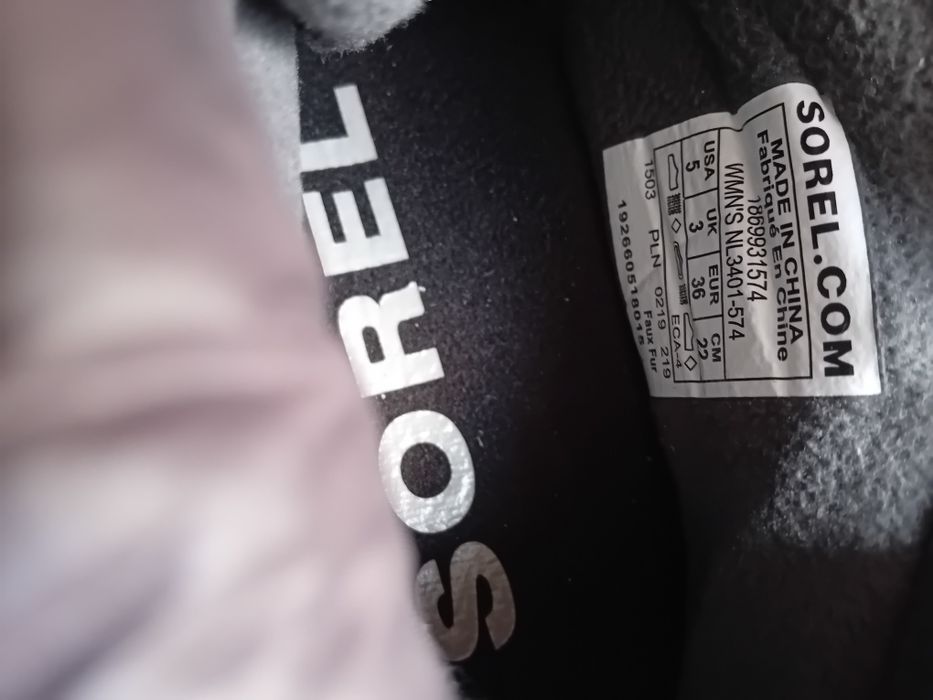 SOREL
SOREL.COM
MADE IN CHINA
Fabriqué En Chine
1869931574
WMN'S NL3401-574
USA UK EUR CM
5 3 36 22
ECA-4
1503 PLN 0219 219
192660518015 Faux Fur